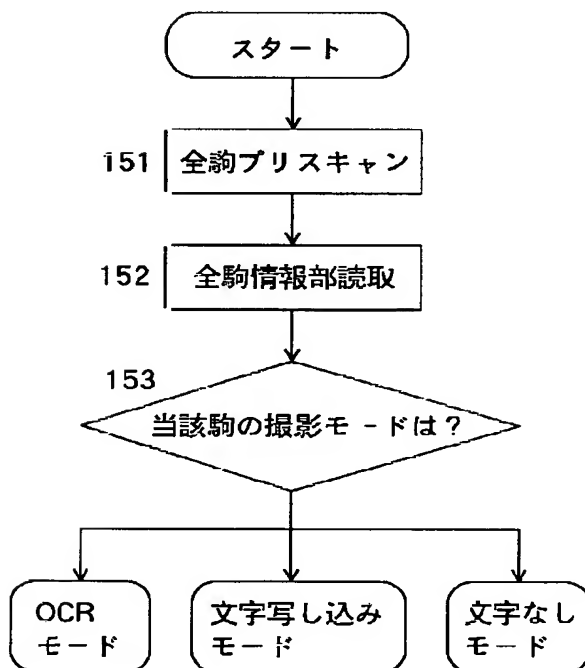 スタート
151 全駒プリスキャン
152 全駒情報部読取
153
当該駒の撮影モードは？
OCR
モード
文字写し込み
モード
文字なし
モード